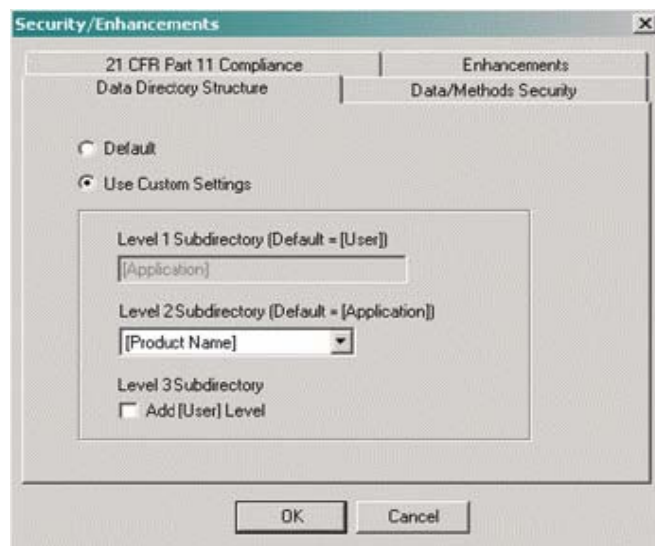 Security/Enhancements
21 CFR Part 11 Compliance
Enhancements
Data Directory Structure
Data/Methods Security
Default
Use Custom Settings
Level 1 Subdirectory (Default = [User])
[Application]
Level 2 Subdirectory (Default = [Application])
[Product Name]
Level 3 Subdirectory
Add [User] Level
OK
Cancel